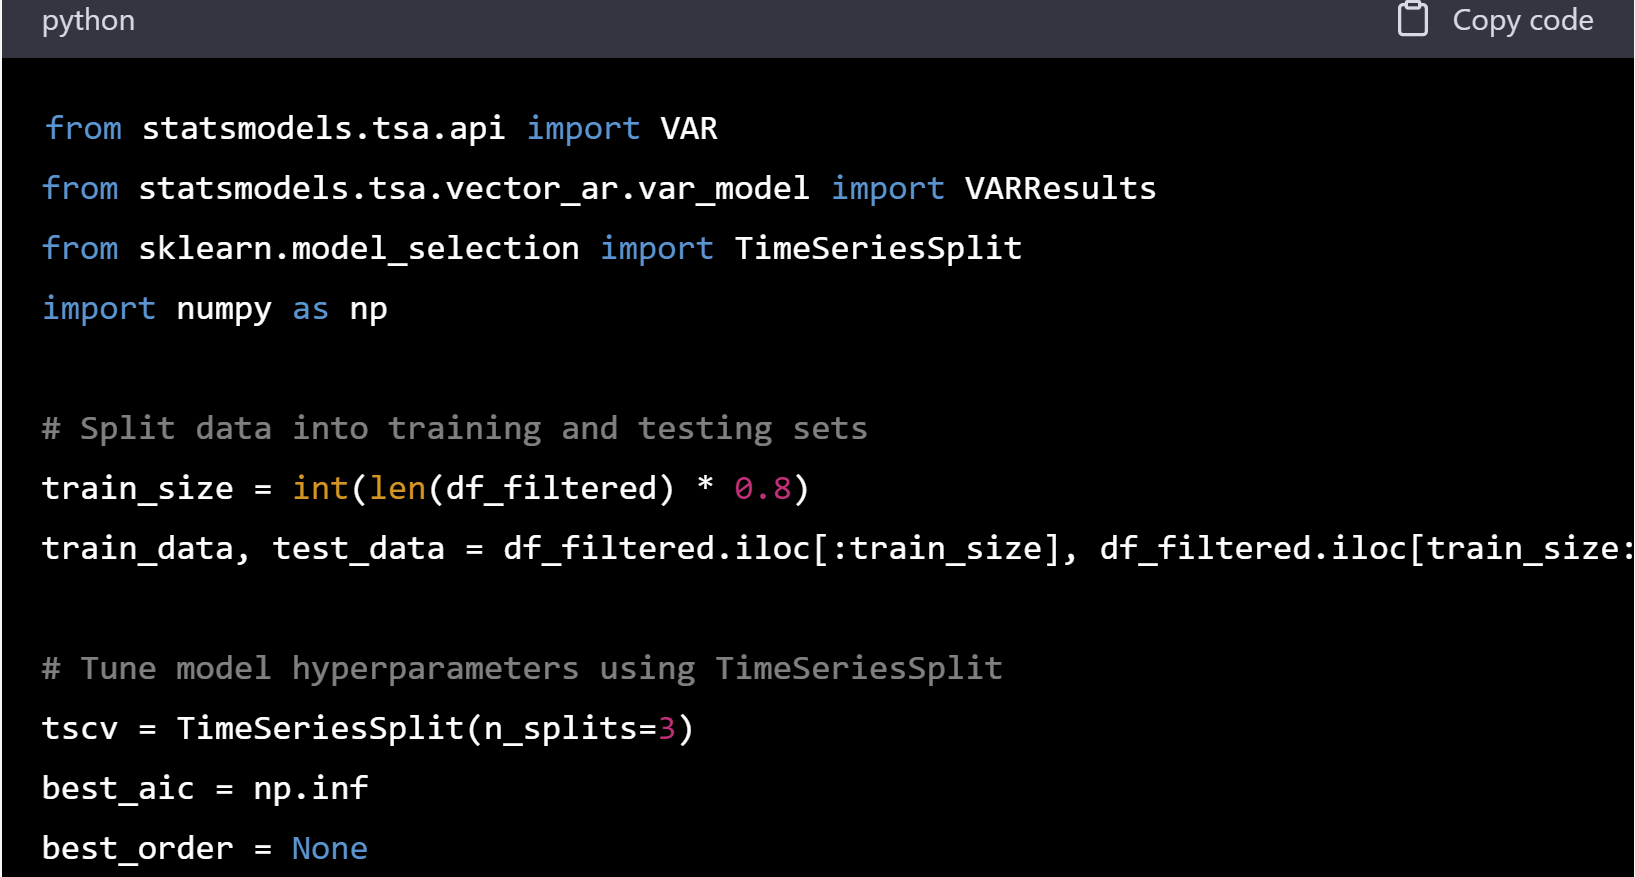 python
Copy code
from statsmodels.tsa.api import VAR
from statsmodels.tsa.vector_ar.var_model import VARResults
from sklearn.model_selection import TimeSeriesSplit
import numpy as np
# Split data into training and testing sets
train_size = int(len(df_filtered) * 0.8)
train_data, test_data = df_filtered.iloc[:train_size], df_filtered.iloc[train_size:
# Tune model hyperparameters using TimeSeriesSplit
tscv = TimeSeriesSplit(n_splits=3)
best_aic = np.inf
best_order = None